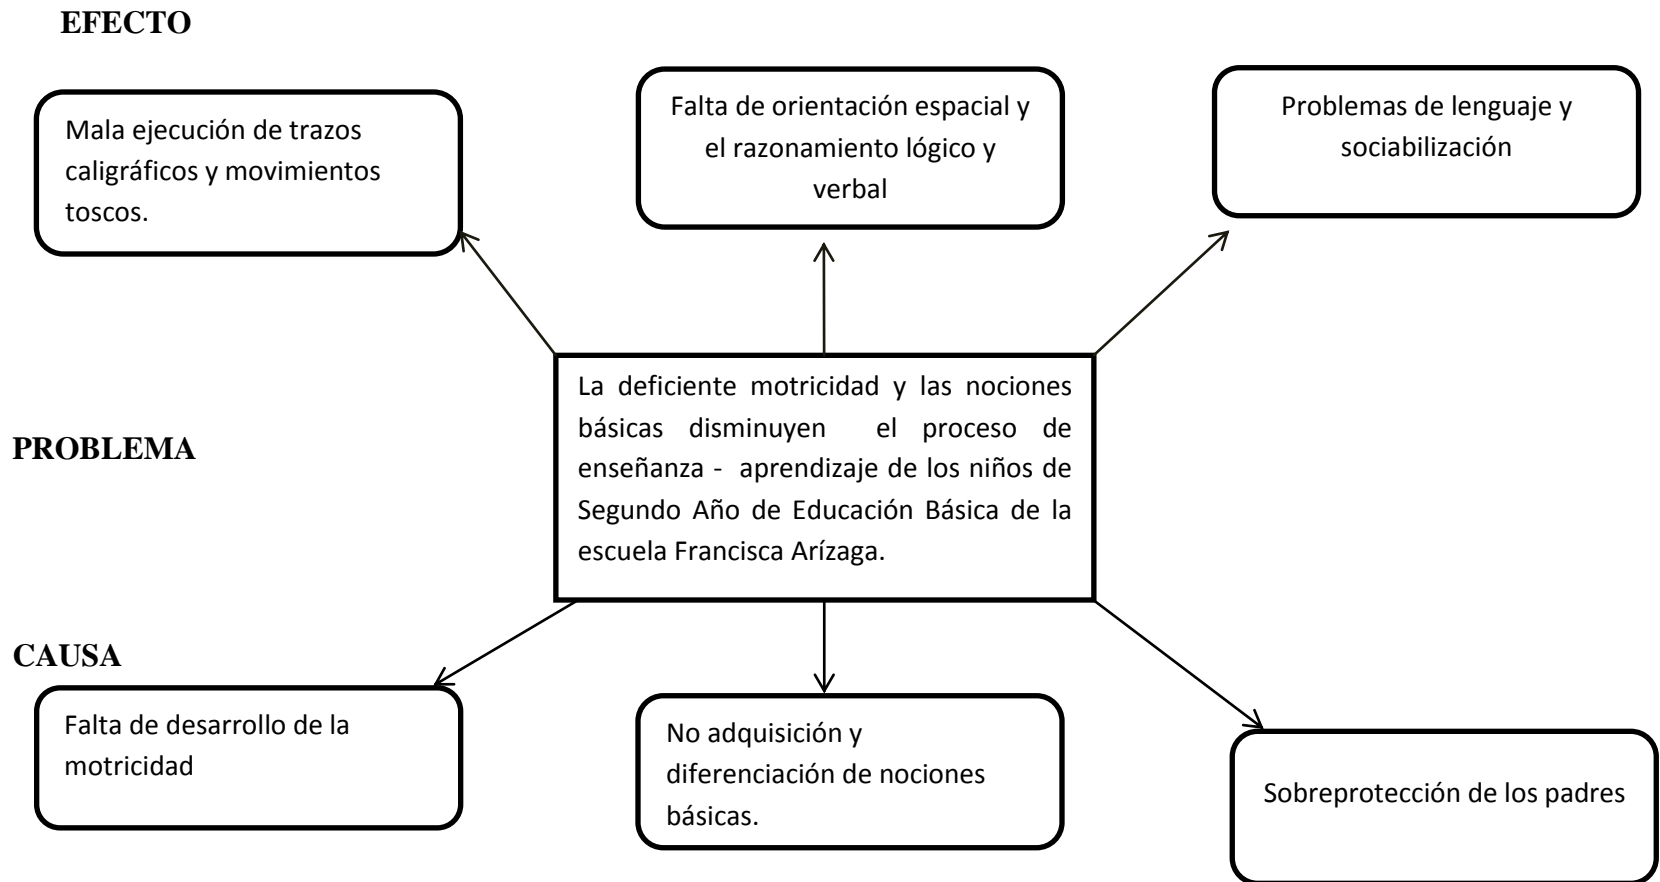 EFECTO
Mala ejecución de trazos
caligráficos y movimientos
toscos.
Falta de orientación espacial y
el razonamiento lógico y
verbal
Problemas de lenguaje y
sociabilización
PROBLEMA
La deficiente motricidad y las nociones
básicas disminuyen el proceso de
enseñanza - aprendizaje de los niños de
Segundo Año de Educación Básica de la
escuela Francisca Arízaga.
CAUSA
Falta de desarrollo de la
motricidad
No adquisición y
diferenciación de nociones
básicas.
Sobreprotección de los padres